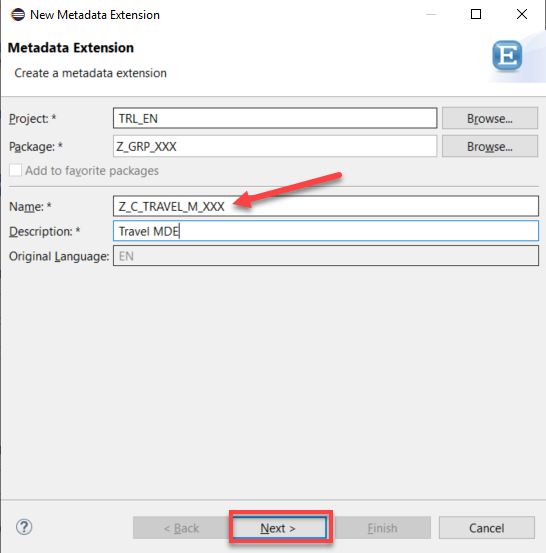 New Metadata Extension
Metadata Extension
Create a metadata extension
E
Project: * TRL_EN Browse...
Package: * Z_GRP_XXX Browse...
Add to favorite packages
Name: * Z_C_TRAVEL_M_XXX
Description: * Travel MDE
Original Language: EN
? < Back Next > Finish Cancel